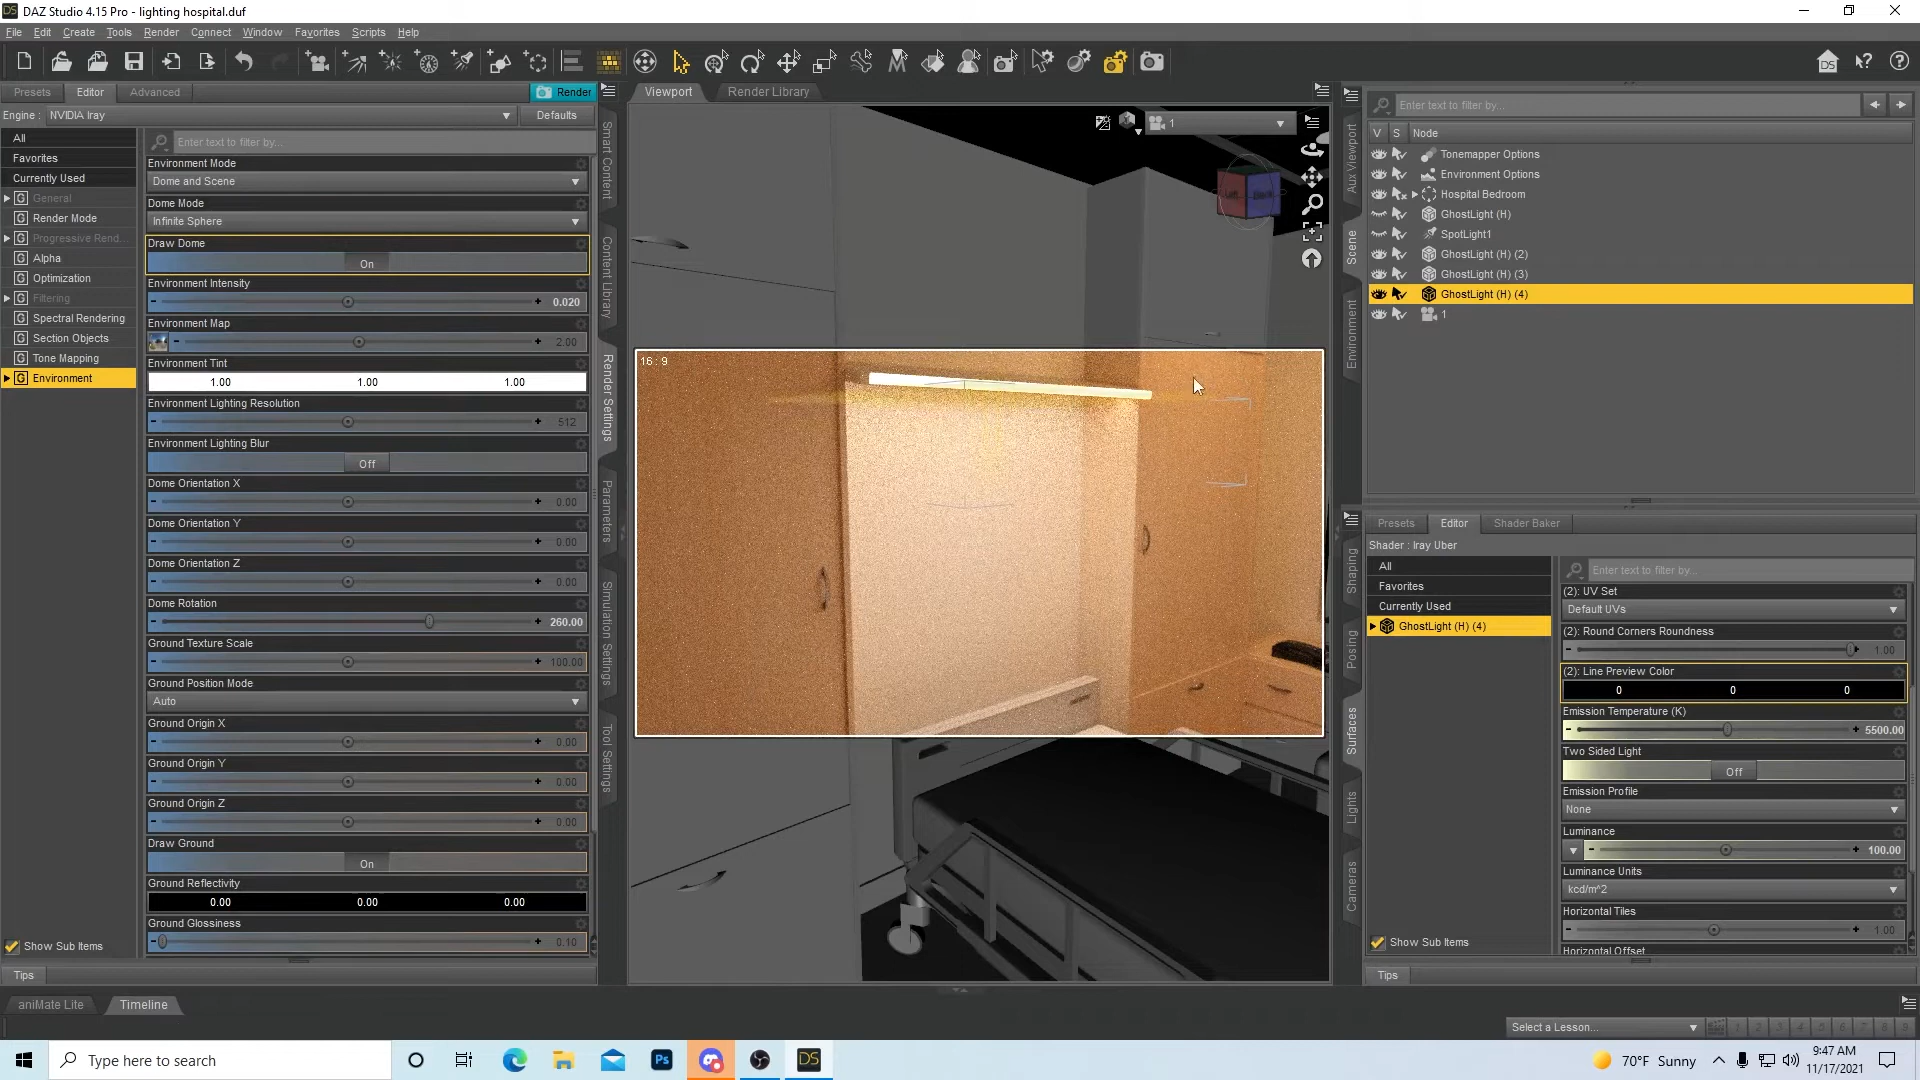 DAZ Studio 4.15 Pro - lighting hospital.duf
File Edit Create Tools Render Connect Window Favorites Scripts Help
Presets Editor Advanced Render
Engine : NVIDIA Iray Defaults
All
Favorites
Currently Used
General
Render Mode
Progressive Rend...
Alpha
Optimization
Filtering
Spectral Rendering
Section Objects
Tone Mapping
Environment
Show Sub Items
Tips
Enter text to filter by...
Environment Mode
Dome and Scene
Dome Mode
Infinite Sphere
Draw Dome
On
Environment Intensity
0.020
Environment Map
2.00
Environment Tint
1.00 1.00 1.00
Environment Lighting Resolution
512
Environment Lighting Blur
Off
Dome Orientation X
0.00
Dome Orientation Y
0.00
Dome Orientation Z
0.00
Dome Rotation
260.00
Ground Texture Scale
100.00
Ground Position Mode
Auto
Ground Origin X
0.00
Ground Origin Y
0.00
Ground Origin Z
0.00
Draw Ground
On
Ground Reflectivity
0.00 0.00 0.00
Ground Glossiness
0.10
Smart Content
Content Library
Render Settings
Parameters
Simulation Settings
Tool Settings
Viewport Render Library
1
16 : 9
Aux Viewport
Scene
Environment
Enter text to filter by...
V S Node
Tonemapper Options
Environment Options
Hospital Bedroom
GhostLight (H)
SpotLight1
GhostLight (H) (2)
GhostLight (H) (3)
GhostLight (H) (4)
1
Shaping
Posing
Surfaces
Lights
Cameras
Presets Editor Shader Baker
Shader : Iray Uber
All
Favorites
Currently Used
GhostLight (H) (4)
Show Sub Items
Tips
Enter text to filter by...
(2): UV Set
Default UVs
(2): Round Corners Roundness
1.00
(2): Line Preview Color
0 0 0
Emission Temperature (K)
5500.00
Two Sided Light
Off
Emission Profile
None
Luminance
100.00
Luminance Units
kcd/m^2
Horizontal Tiles
1.00
Horizontal Offset
aniMate Lite Timeline
Select a Lesson... 1 2 3 4 5 6 7 8 9
Type here to search
Ps
DS
70°F Sunny
9:47 AM
11/17/2021